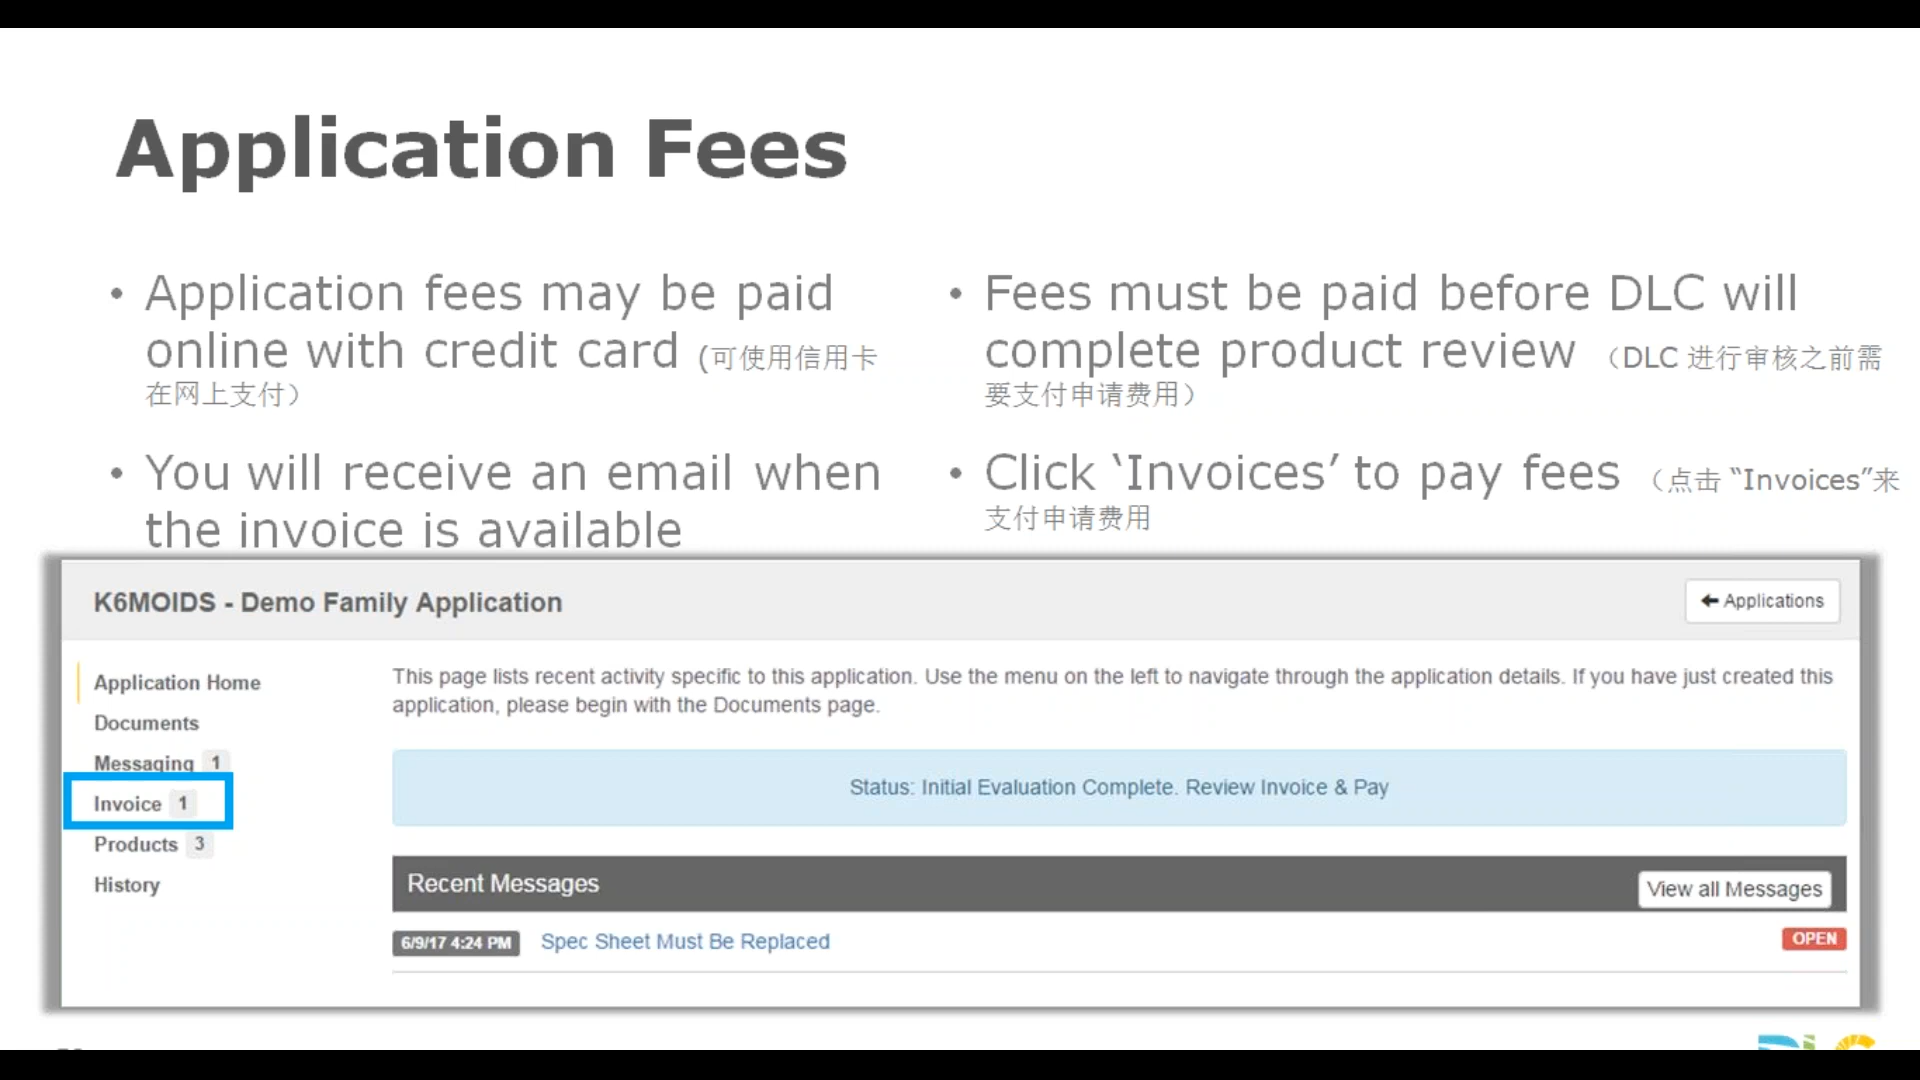 Application Fees
• Application fees may be paid
online with credit card (可使用信用卡
在网上支付）
• You will receive an email when
the invoice is available
• Fees must be paid before DLC will
complete product review （DLC 进行审核之前需
要支付申请费用）
• Click ‘Invoices’ to pay fees （点击 “Invoices”来
支付申请费用
K6MOIDS - Demo Family Application
Applications
Application Home
Documents
Messaging 1
Invoice 1
Products 3
History
This page lists recent activity specific to this application. Use the menu on the left to navigate through the application details. If you have just created this
application, please begin with the Documents page.
Status: Initial Evaluation Complete. Review Invoice & Pay
Recent Messages
View all Messages
6/9/17 4:24 PM Spec Sheet Must Be Replaced
OPEN